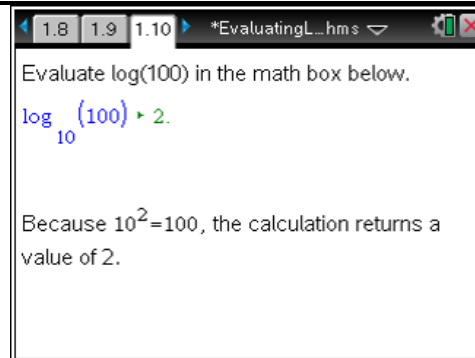 1.8 1.9 1.10 *EvaluatingL...hms
Evaluate log(100) in the math box below.
log₁₀(100) ▸ 2.
Because 10²=100, the calculation returns a
value of 2.